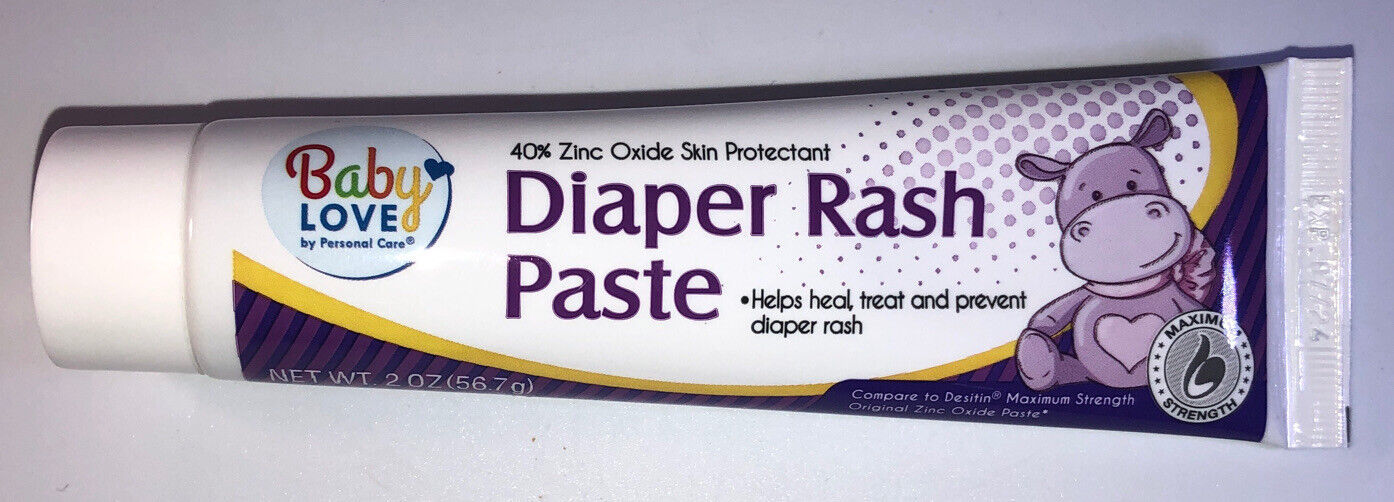 Baby
LOVE
by Personal Care®
40% Zinc Oxide Skin Protectant
Diaper Rash
Paste
•Helps heal, treat and prevent
diaper rash
NET WT. 2 OZ (56.7g)
Compare to Desitin® Maximum Strength
Original Zinc Oxide Paste*
MAXIMUM
STRENGTH